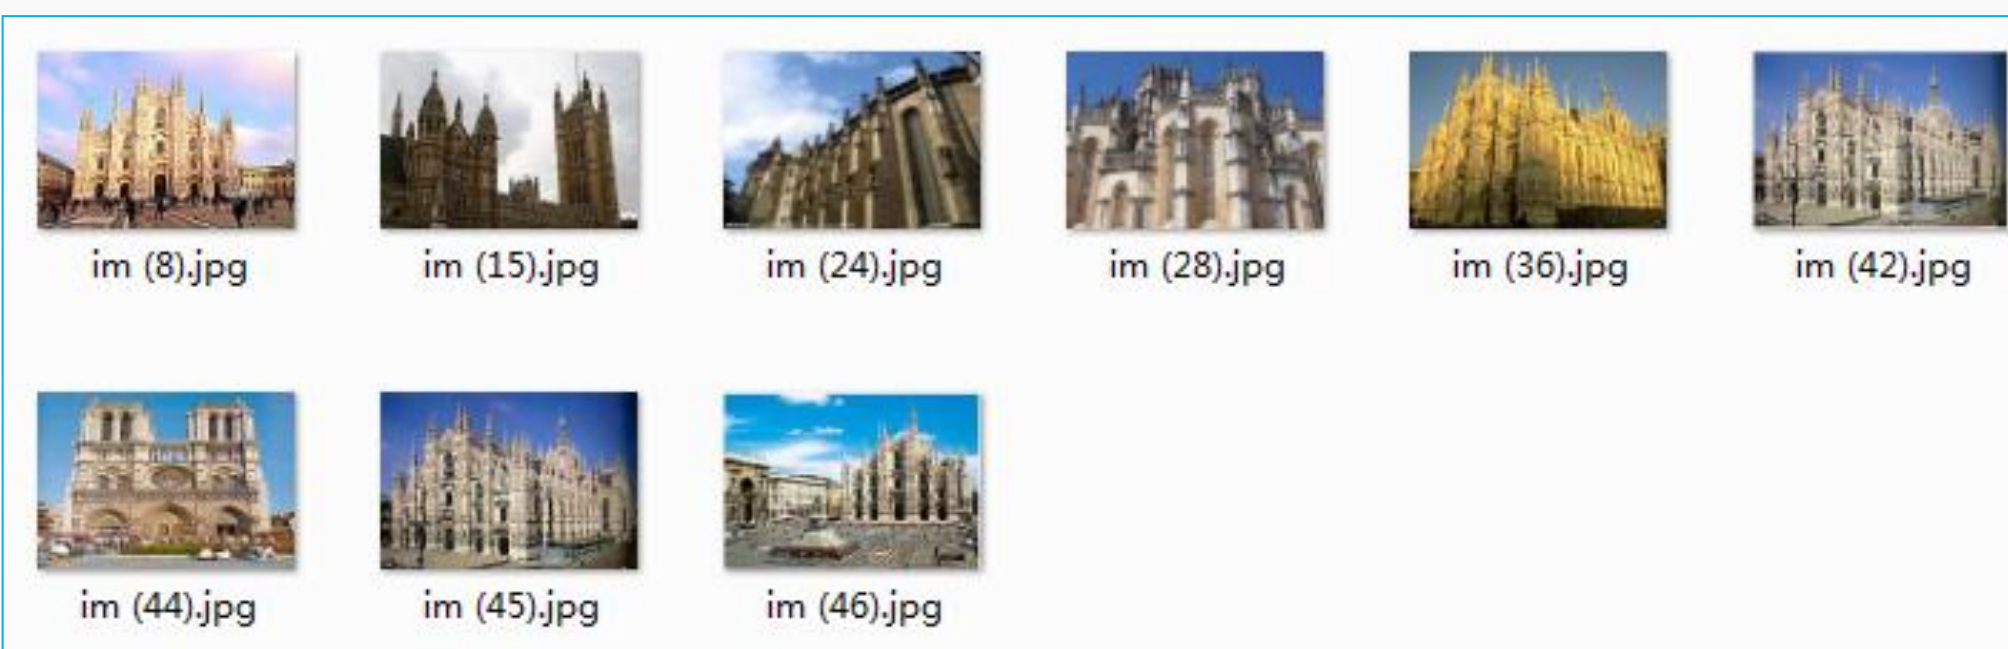 im (8).jpg
im (15).jpg
im (24).jpg
im (28).jpg
im (36).jpg
im (42).jpg
im (44).jpg
im (45).jpg
im (46).jpg